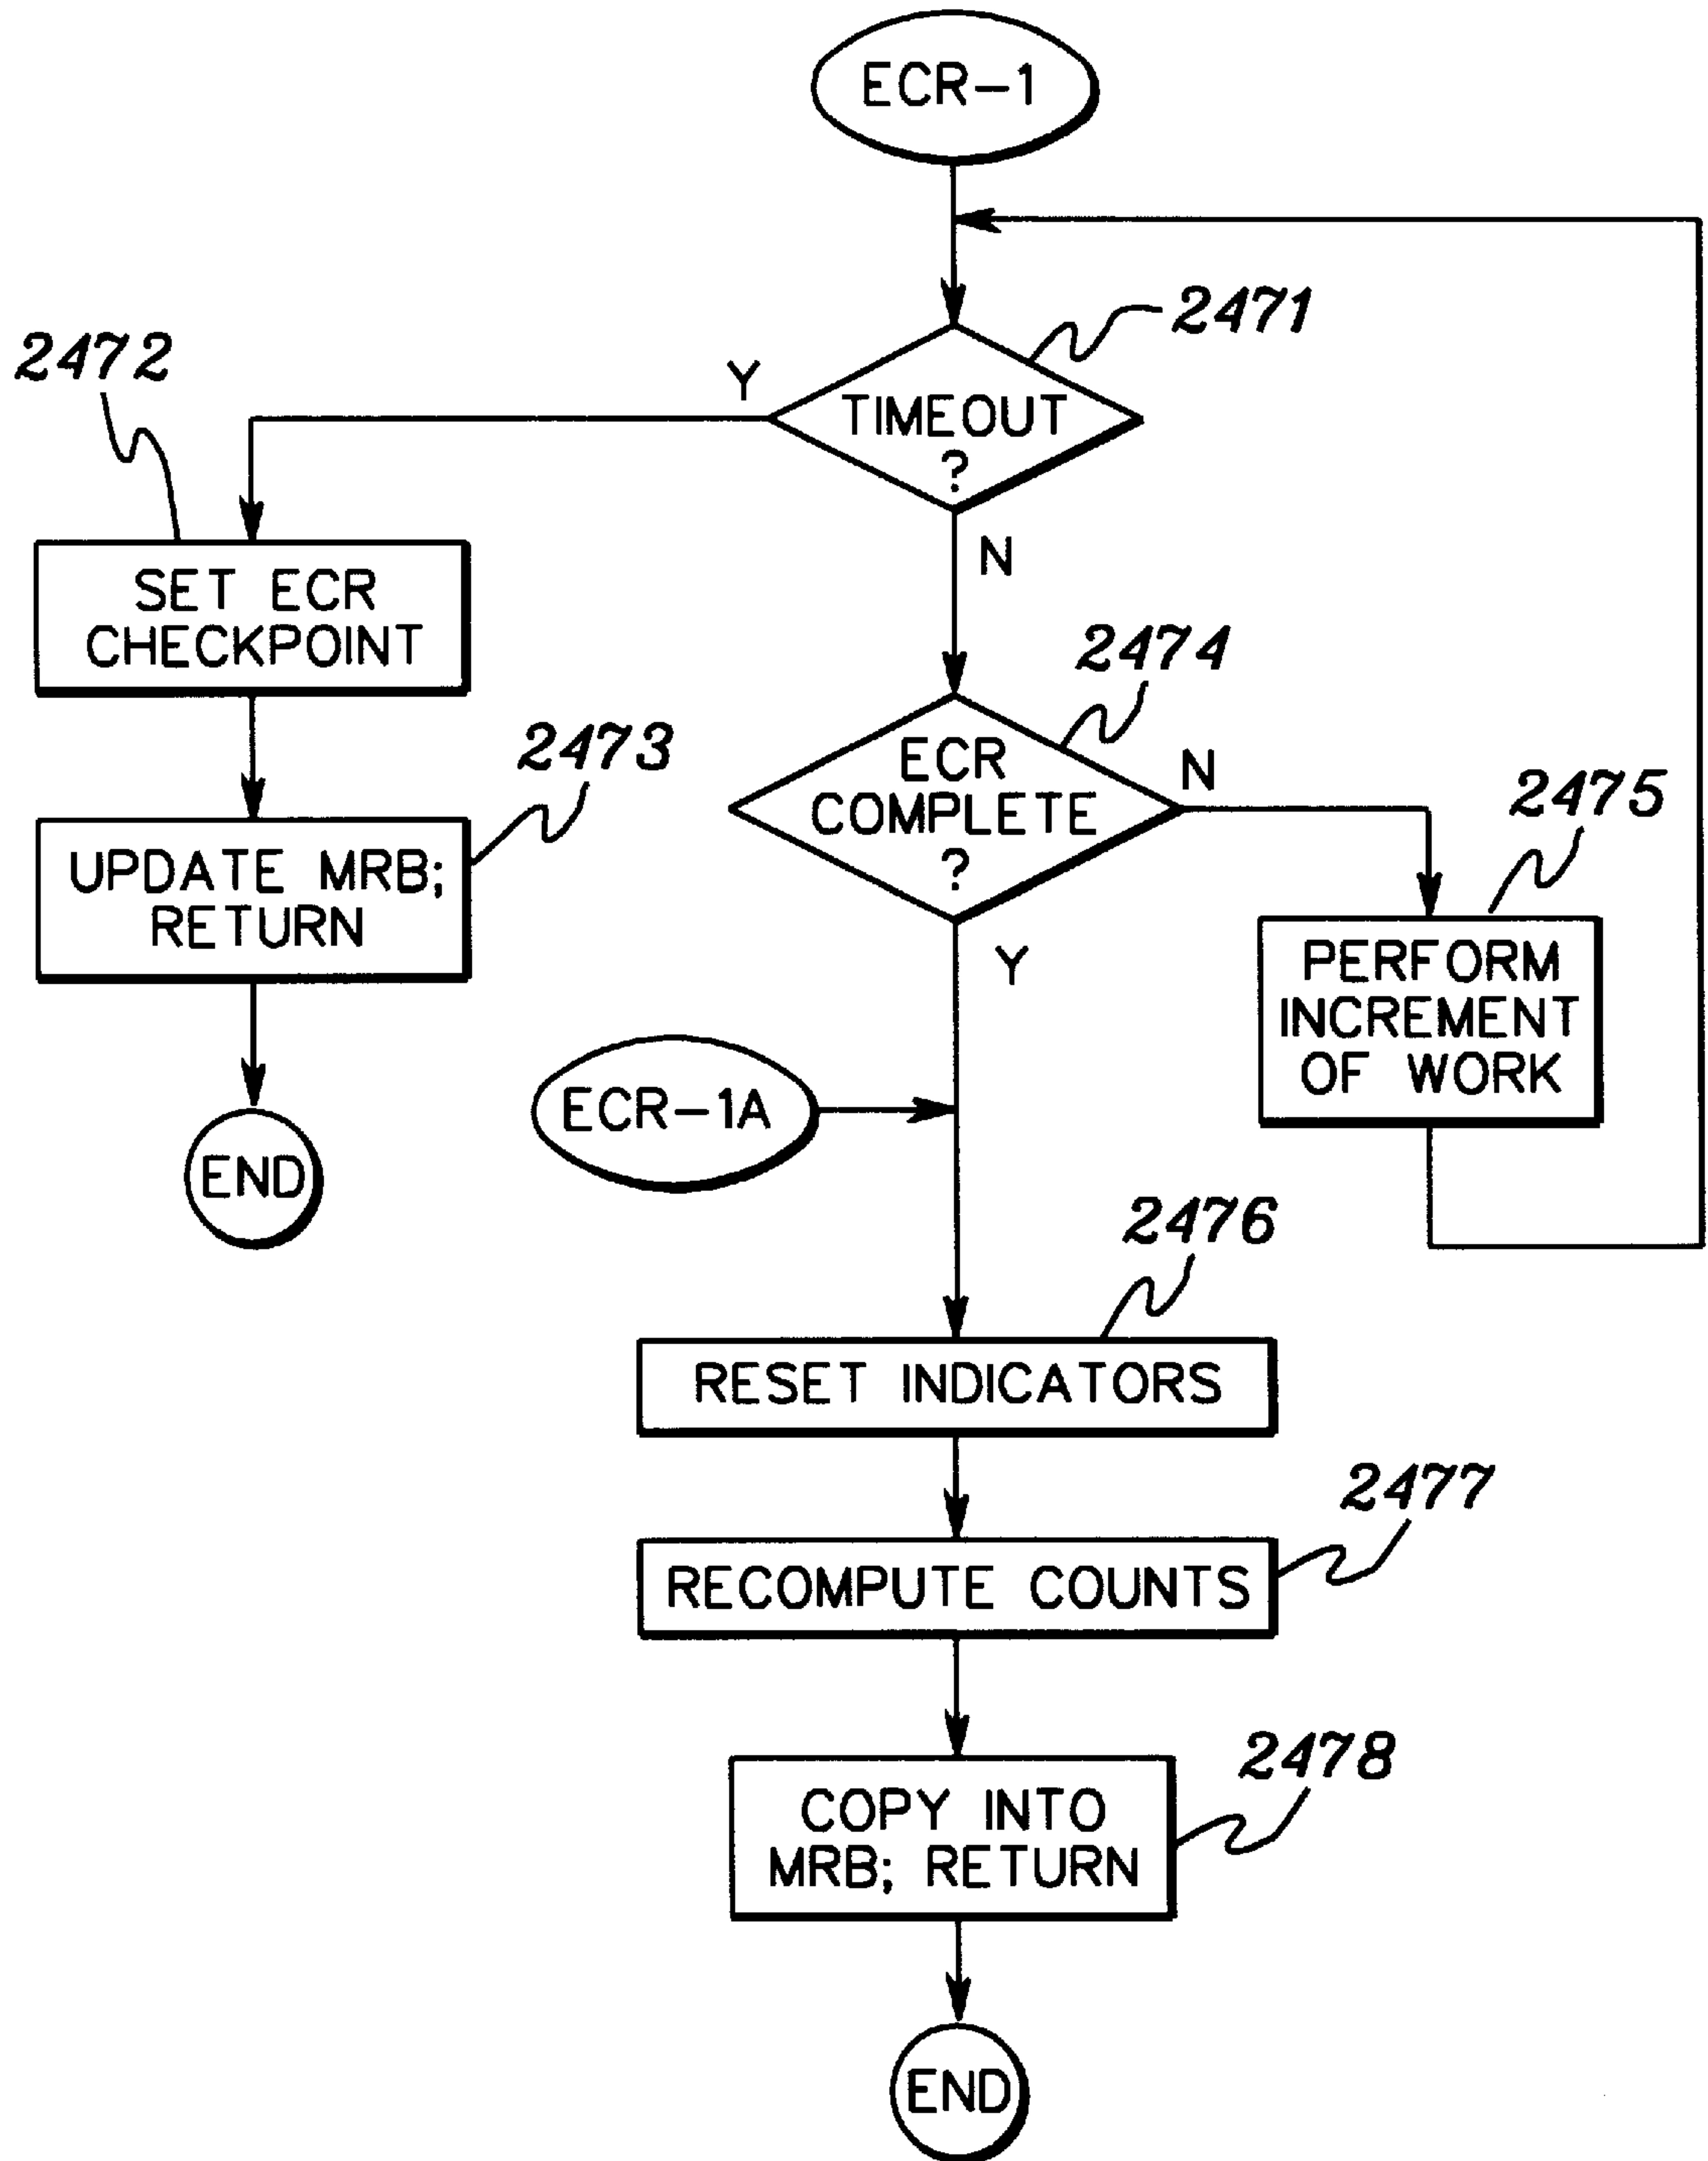 ECR-1
2471
2472
Y
TIMEOUT
?
N
SET ECR
CHECKPOINT
2474
2473
ECR
COMPLETE
?
N
2475
UPDATE MRB;
RETURN
Y
PERFORM
INCREMENT
OF WORK
ECR-1A
END
2476
RESET INDICATORS
2477
RECOMPUTE COUNTS
2478
COPY INTO
MRB; RETURN
END